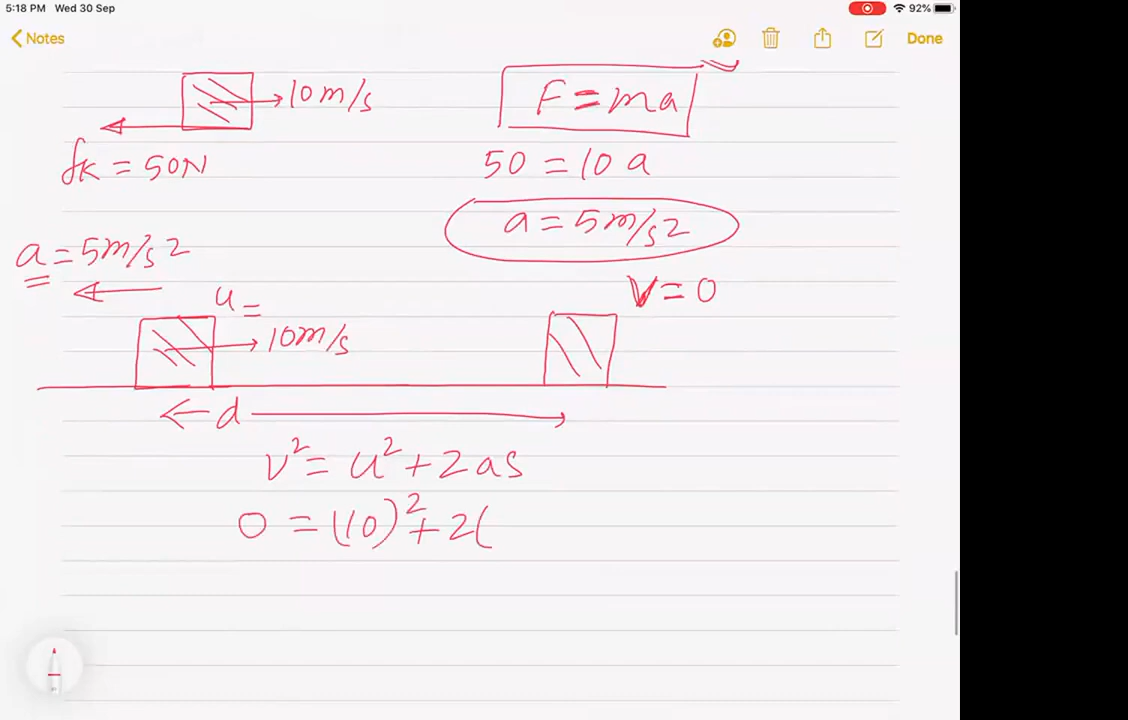 5:18 PM Wed 30 Sep 92%
Notes Done
10m/s
F = ma
fK = 50N
50 = 10 a
a = 5m/s2
a = 5m/s2
V = 0
u =
10m/s
d
v² = u² + 2as
0 = (10)² + 2(